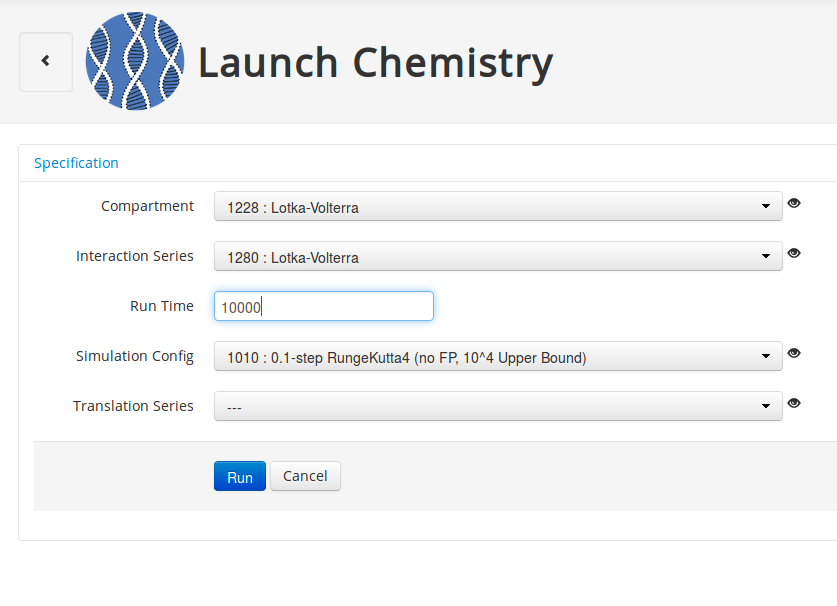 Launch Chemistry
Specification
Compartment 1228 : Lotka-Volterra
Interaction Series 1280 : Lotka-Volterra
Run Time 10000
Simulation Config 1010 : 0.1-step RungeKutta4 (no FP, 10^4 Upper Bound)
Translation Series ---
Run Cancel